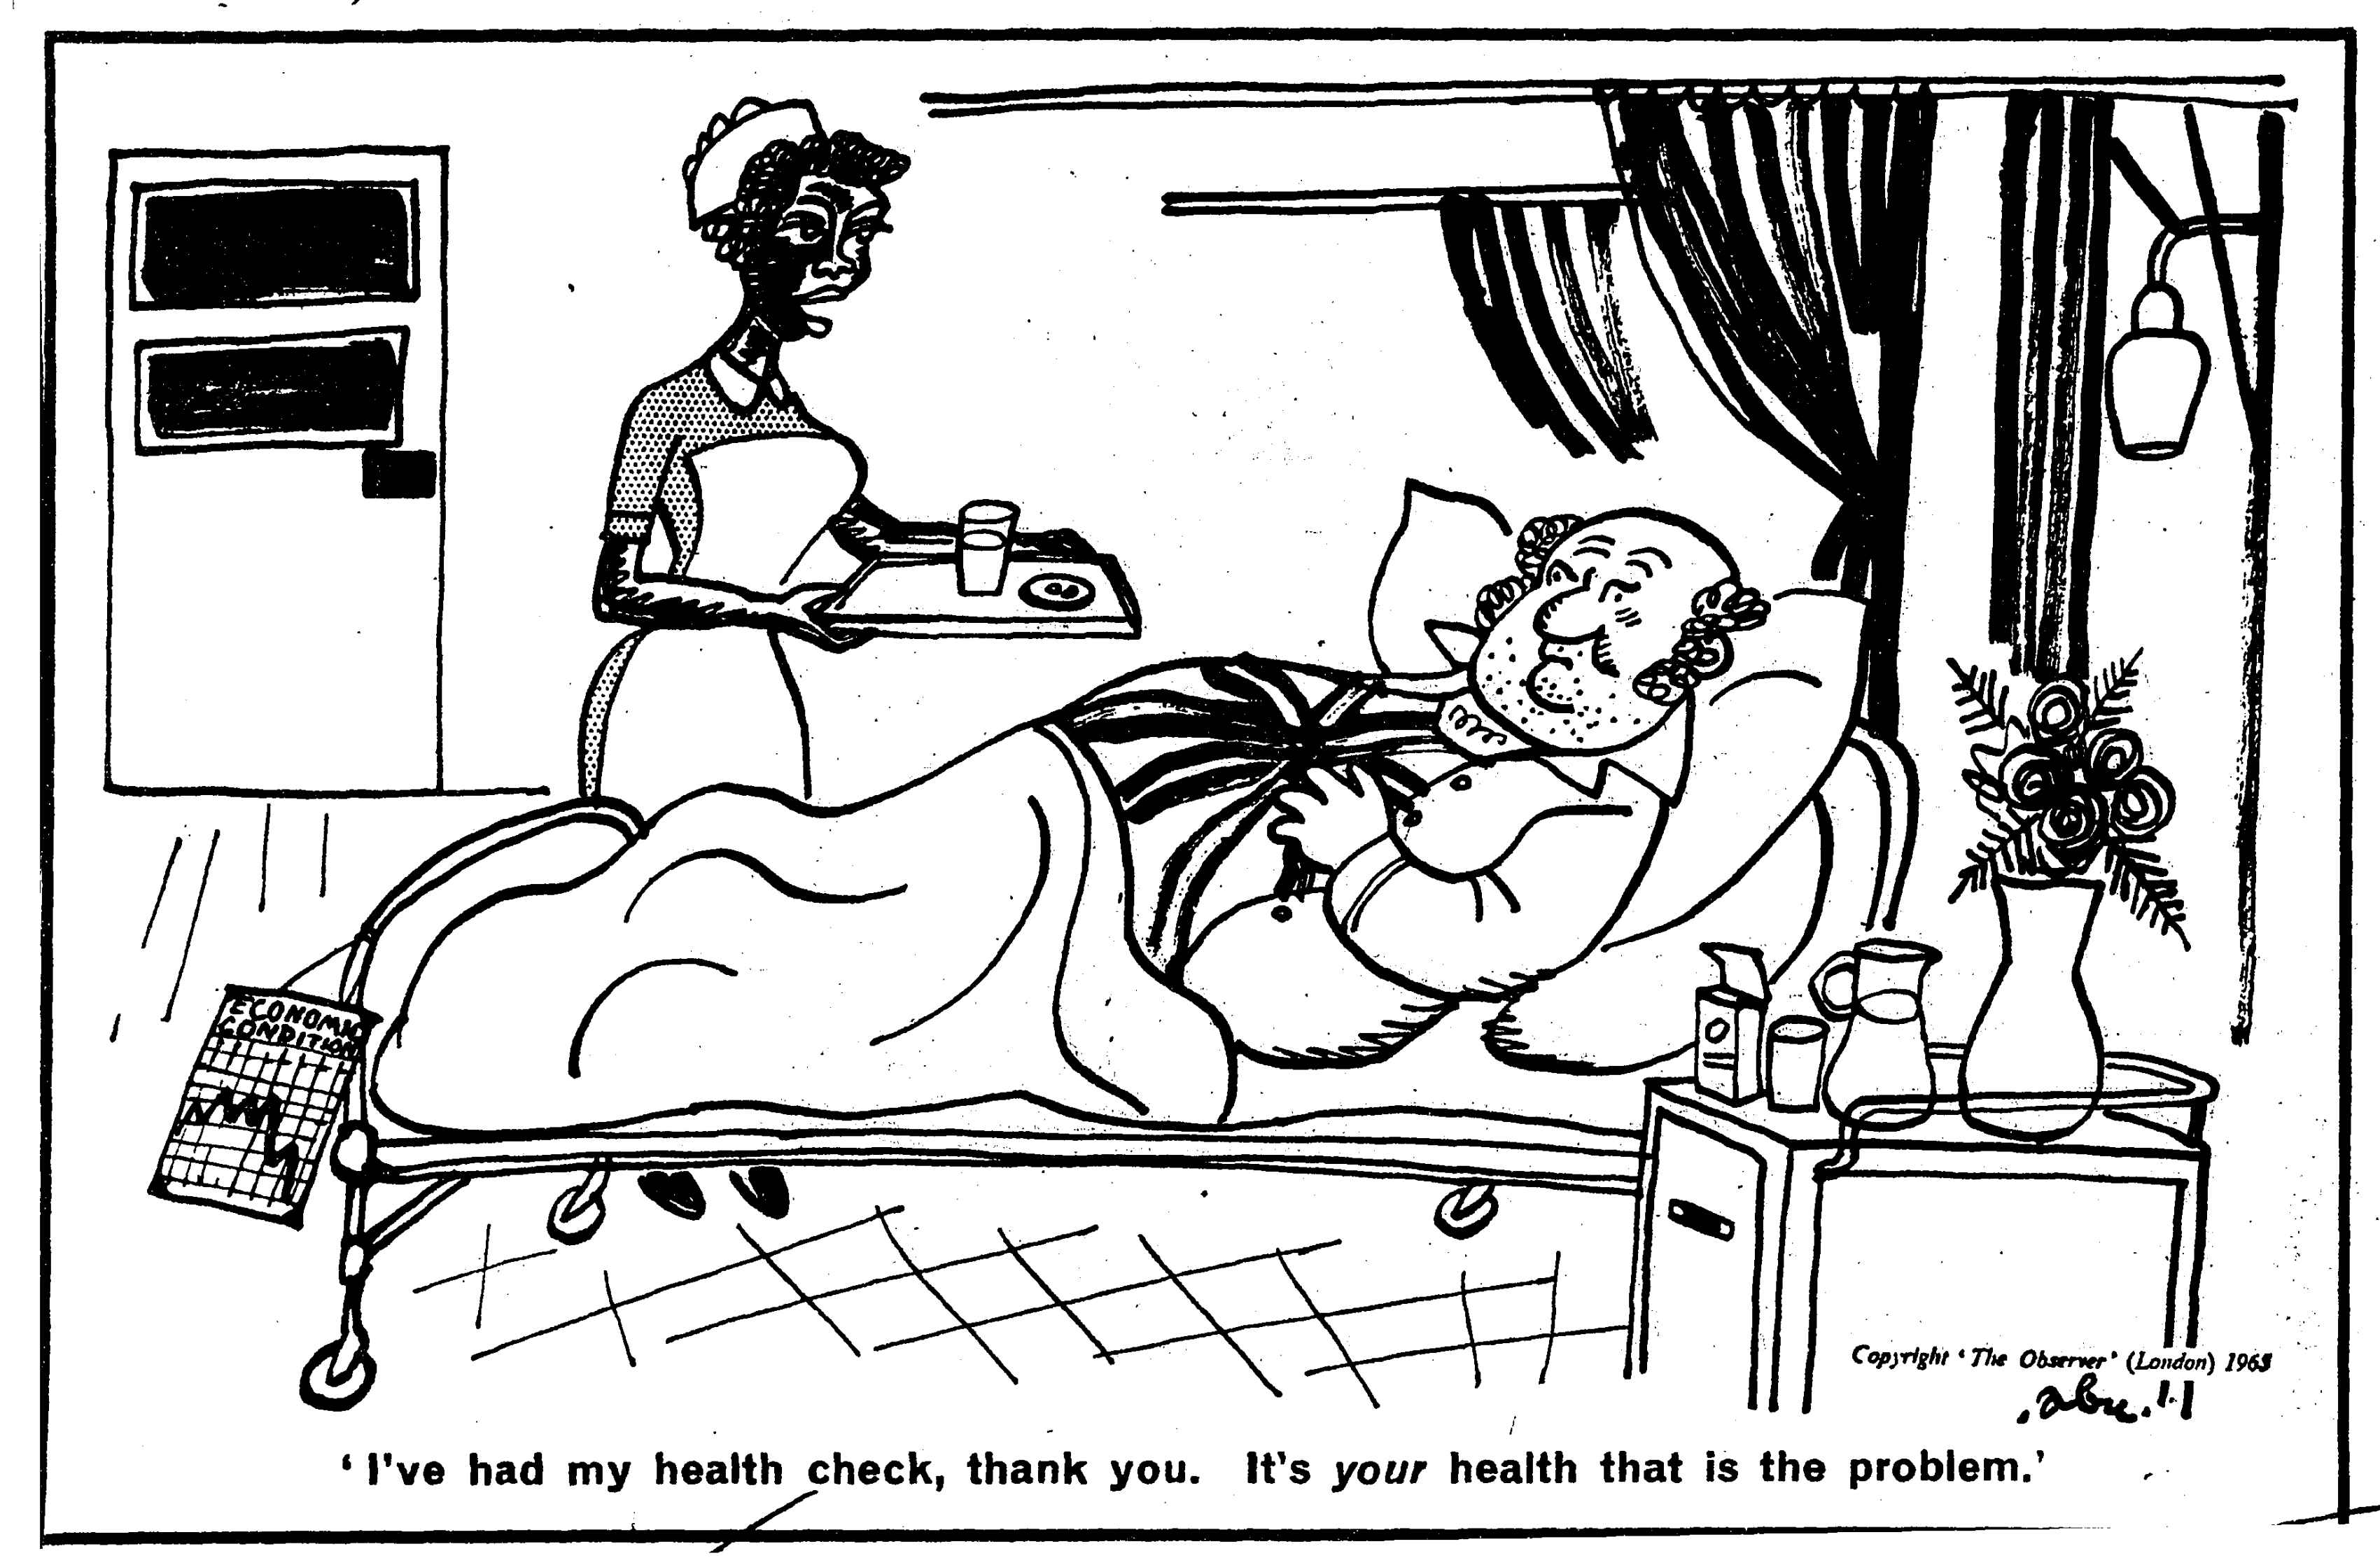 ECONOMIC
CONDITION
Copyright ‘The Observer’ (London)
.abu.
‘I've had my health check, thank you. It's your health that is the problem.’